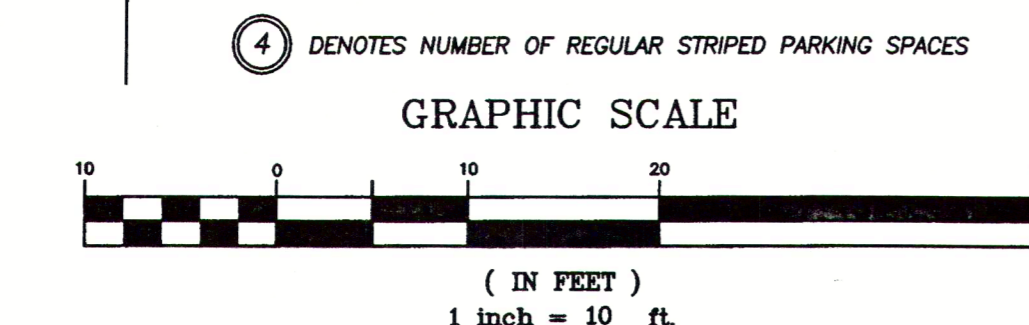 4 DENOTES NUMBER OF REGULAR STRIPED PARKING SPACES
GRAPHIC SCALE
10 0 10 20
( IN FEET )
1 inch = 10 ft.